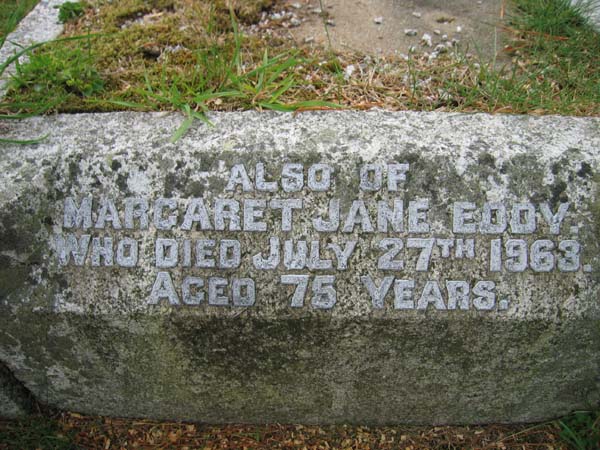 ALSO OF
MARGARET JANE EDDY.
WHO DIED JULY 27TH 1963.
AGED 75 YEARS.